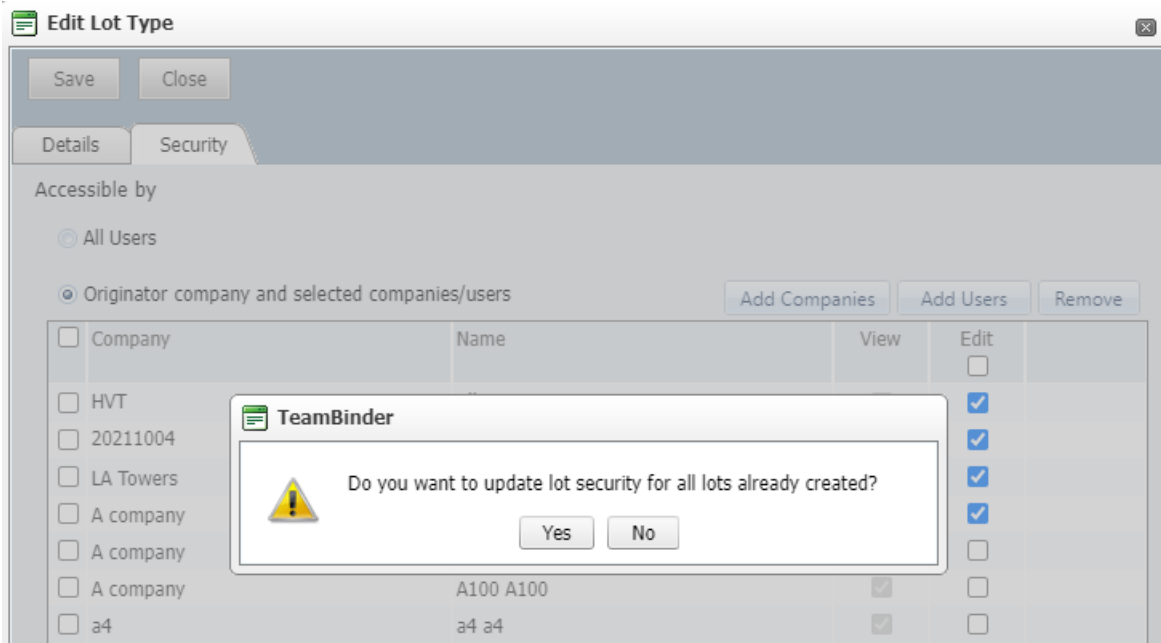 Edit Lot Type
Save Close
Details Security
Accessible by
All Users
Originator company and selected companies/users Add Companies Add Users Remove
Company Name View Edit
HVT
TeamBinder
20211004
LA Towers
Do you want to update lot security for all lots already created?
A company
Yes No
A company
A company A100 A100
a4 a4 a4